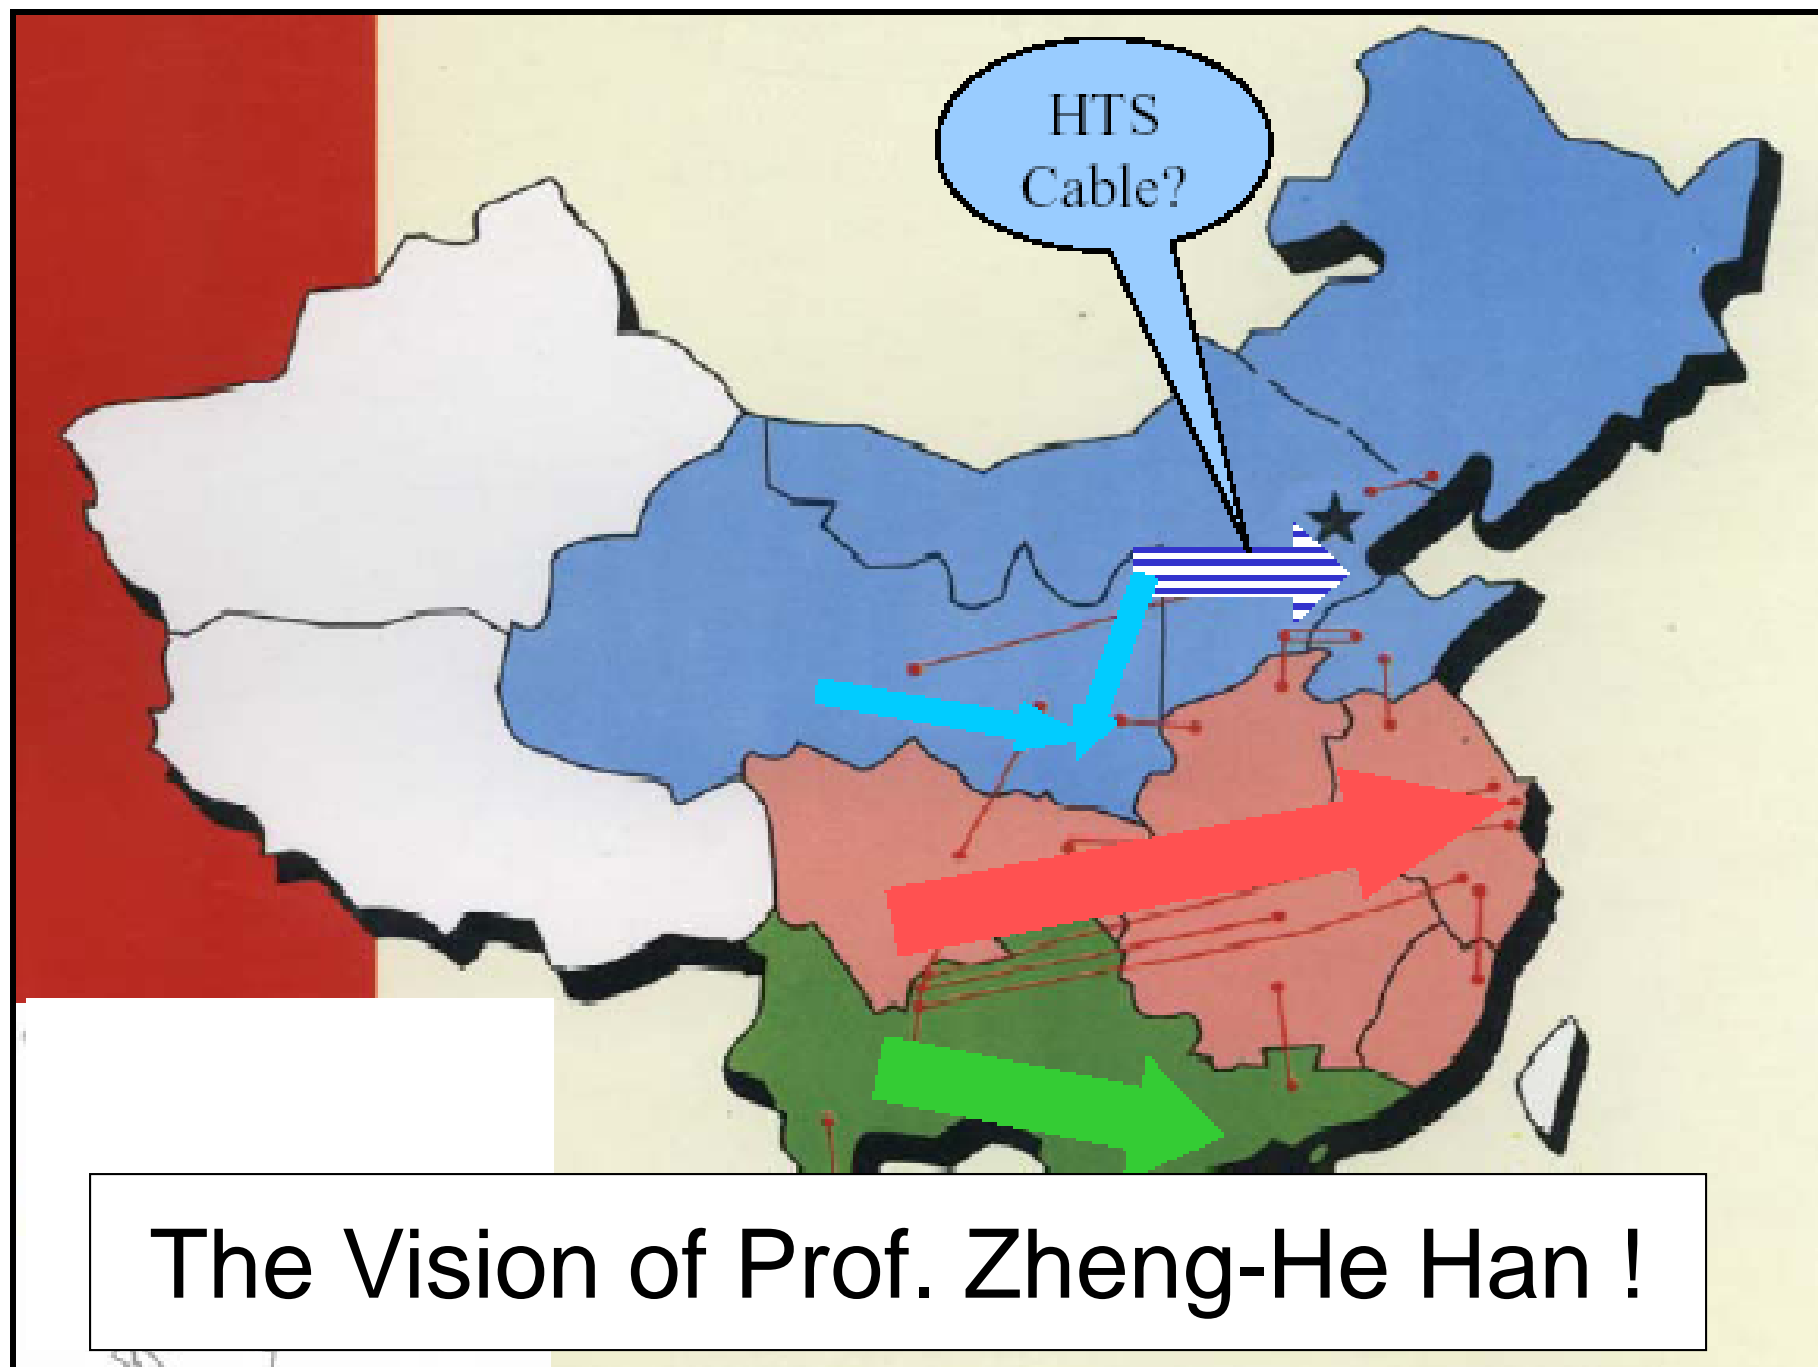 HTS
Cable?
The Vision of Prof. Zheng-He Han !